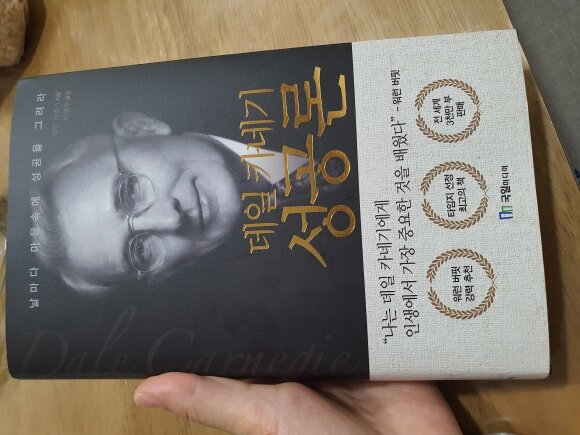 날마다 마음속에 성공을 그려라
데일 카네기
성공론
Dale Carnegie
"나는 데일 카네기에게
인생에서 가장 중요한 것을 배웠다" - 워런 버핏
워런 버핏
강력 추천
타임지 선정
최고의 책
전 세계
3천만 부
판매
국일미디어